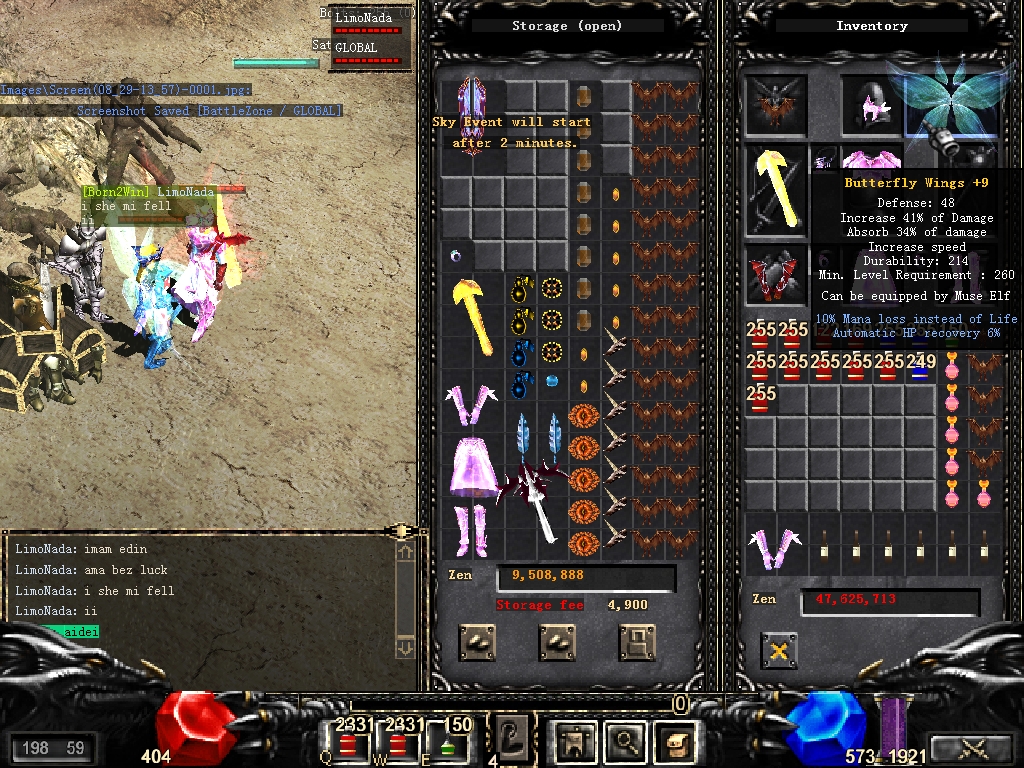 LimoNada
GLOBAL
Images\Screen(08_29-13_57)-0001.jpg:
Screenshot Saved [BattleZone / GLOBAL]
[Born2Win] LimoNada
i she mi fell
ii
LimoNada: imam edin
LimoNada: ama bez luck
LimoNada: i she mi fell
LimoNada: ii
aidei
Storage (open)
Sky Event will start
after 2 minutes.
Zen 9,508,888
Storage fee 4,900
Inventory
Butterfly Wings +9
Defense: 48
Increase 41% of Damage
Absorb 34% of damage
Increase speed
Durability: 214
Min. Level Requirement : 260
Can be equipped by Muse Elf
10% Mana loss instead of Life
Automatic HP recovery 6%
255 255
255 255 255 255 255 249
255
Zen 47,625,713
198 59
404
2331 2331 150
Q W E 4
0
573 1921